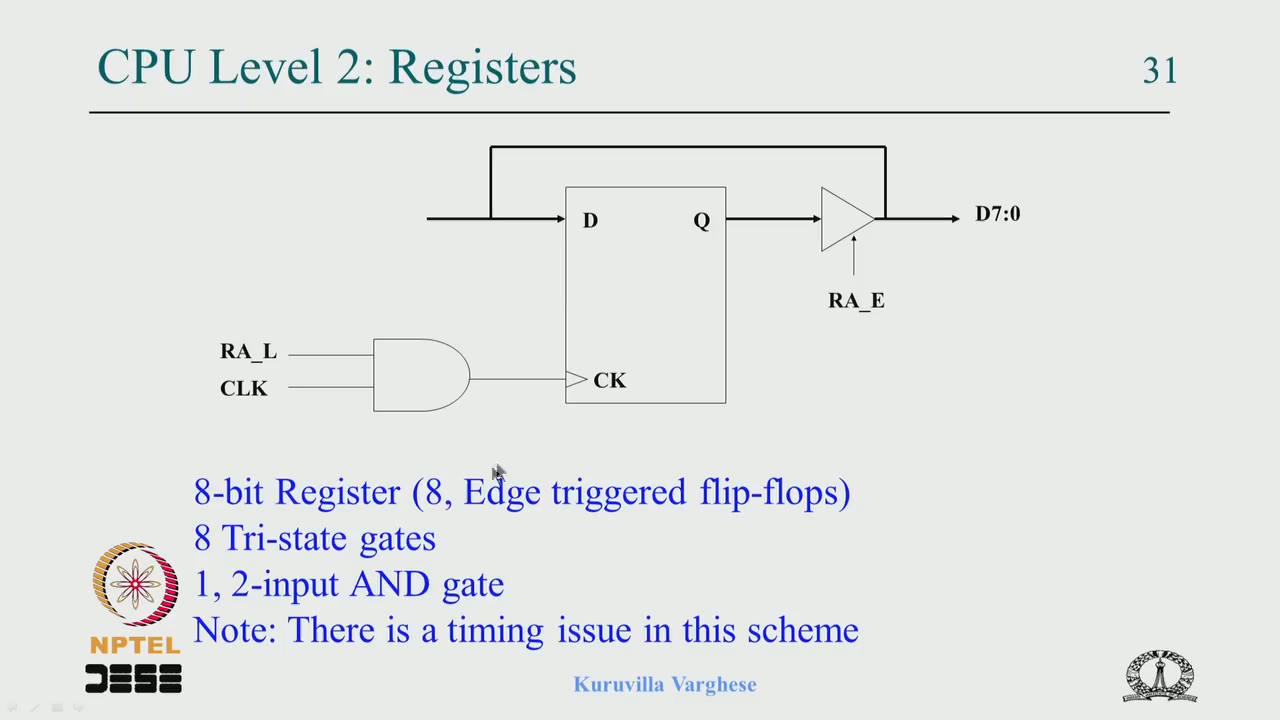 CPU Level 2: Registers
31
D
Q
D7:0
RA_E
RA_L
CLK
CK
8-bit Register (8, Edge triggered flip-flops)
8 Tri-state gates
1, 2-input AND gate
Note: There is a timing issue in this scheme
NPTEL
DESE
Kuruvilla Varghese